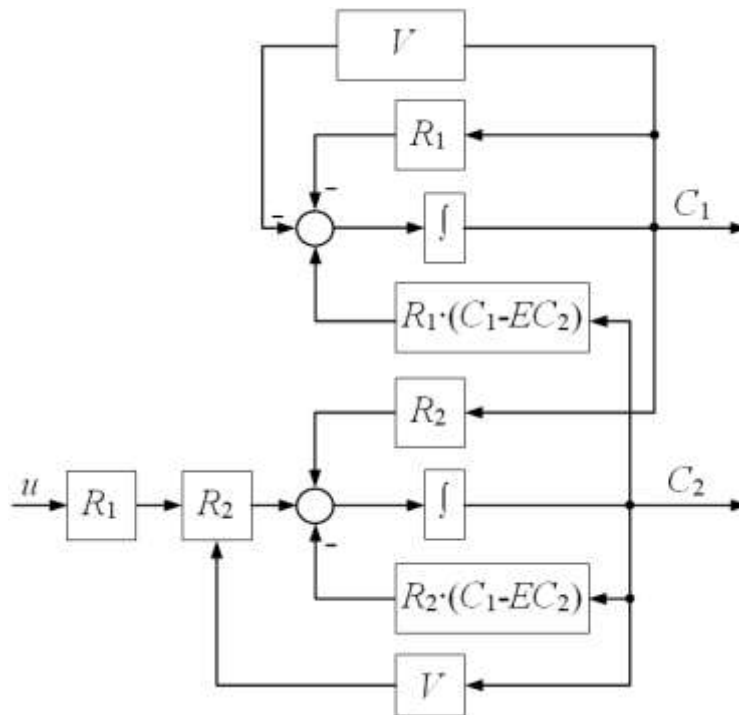 V
R₁
-
-
∫
C₁
R₁·(C₁-EC₂)
R₂
u
R₁
R₂
∫
C₂
-
R₂·(C₁-EC₂)
V